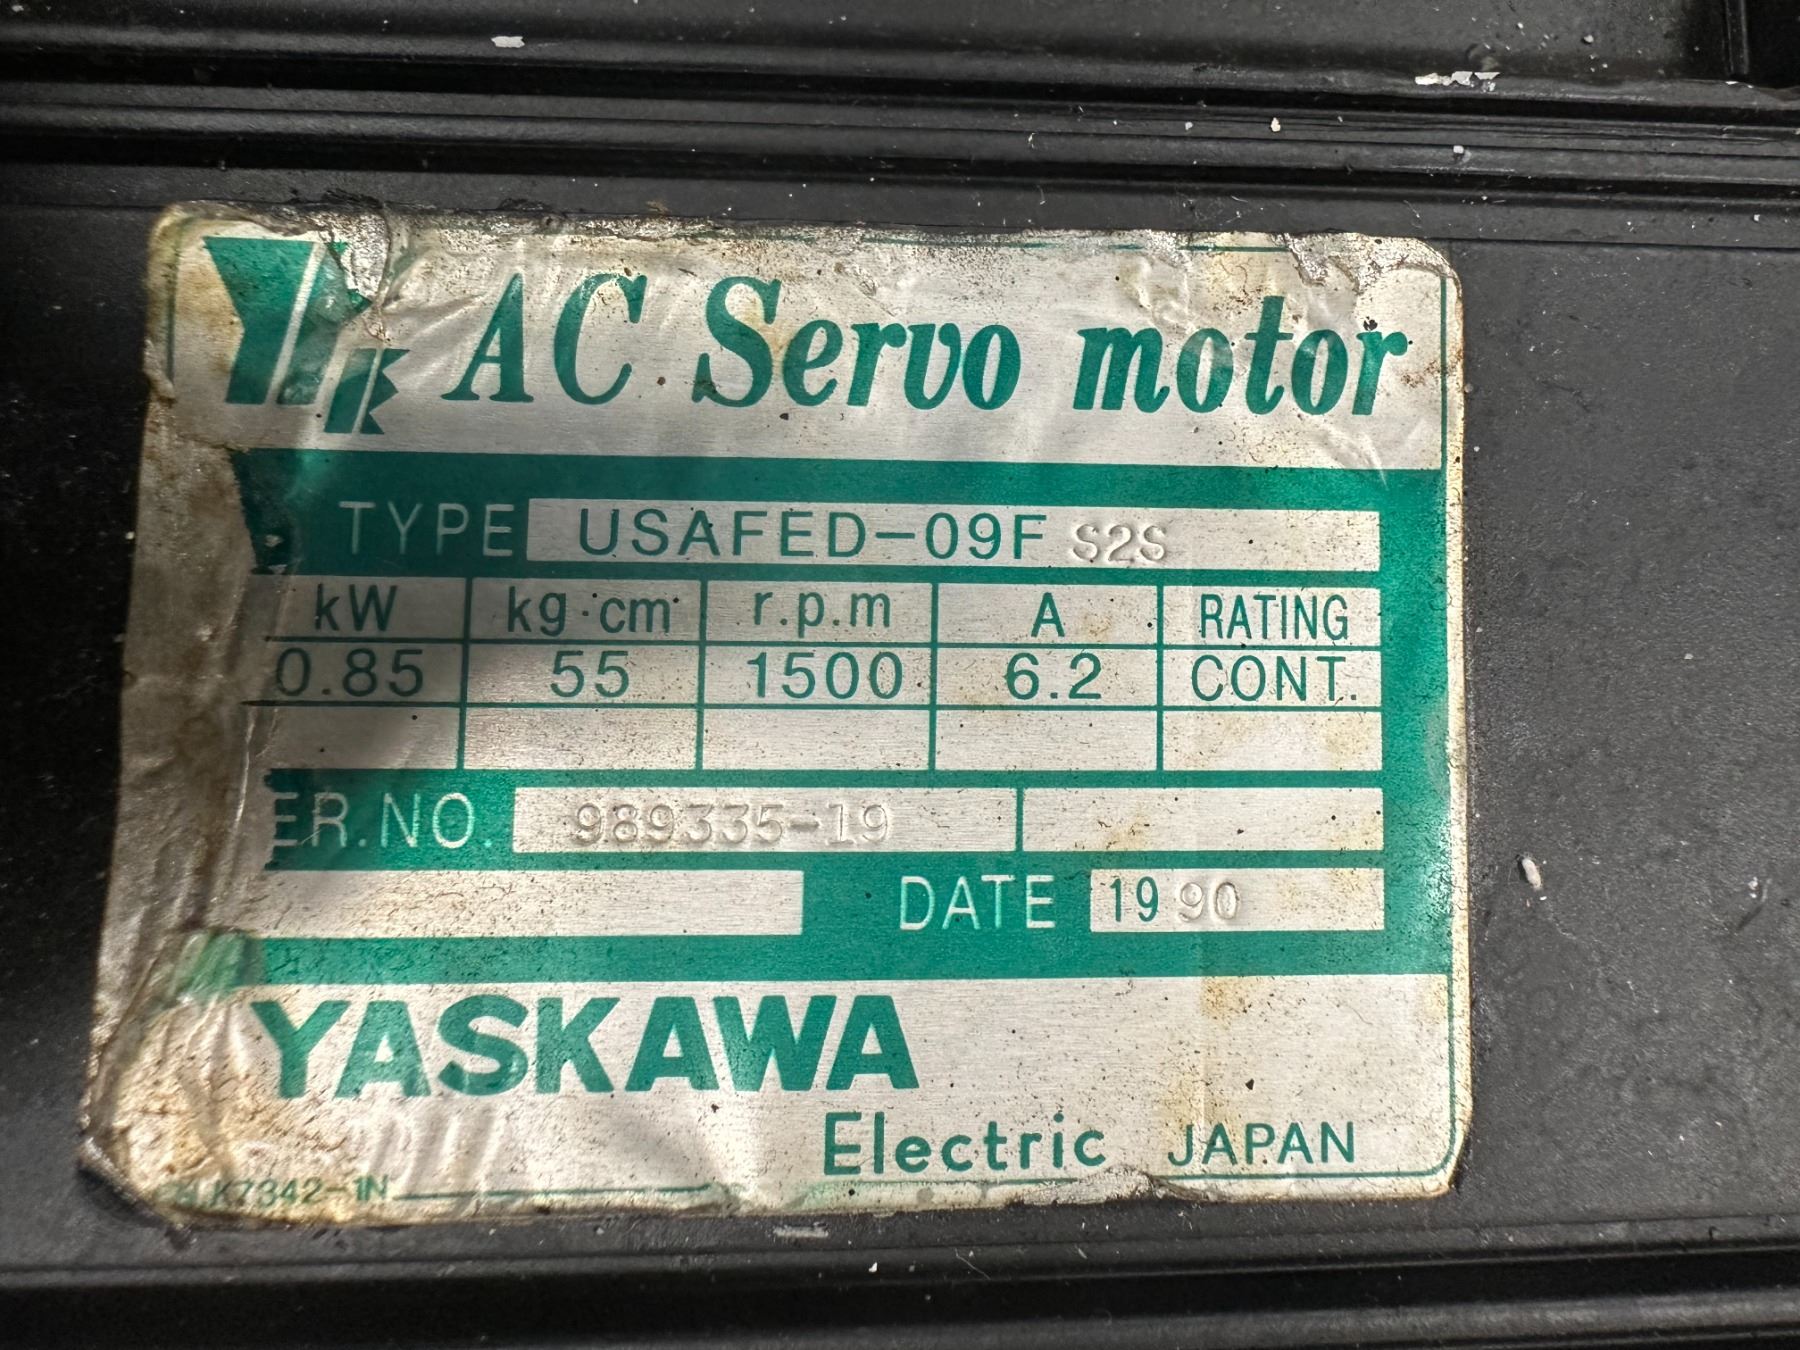 AC Servo motor
TYPE USAFED-09F S2S
kW kg·cm r.p.m A RATING
0.85 55 1500 6.2 CONT.
ER.NO. 989335-19
DATE 1990
YASKAWA
Electric JAPAN
K7342-1N